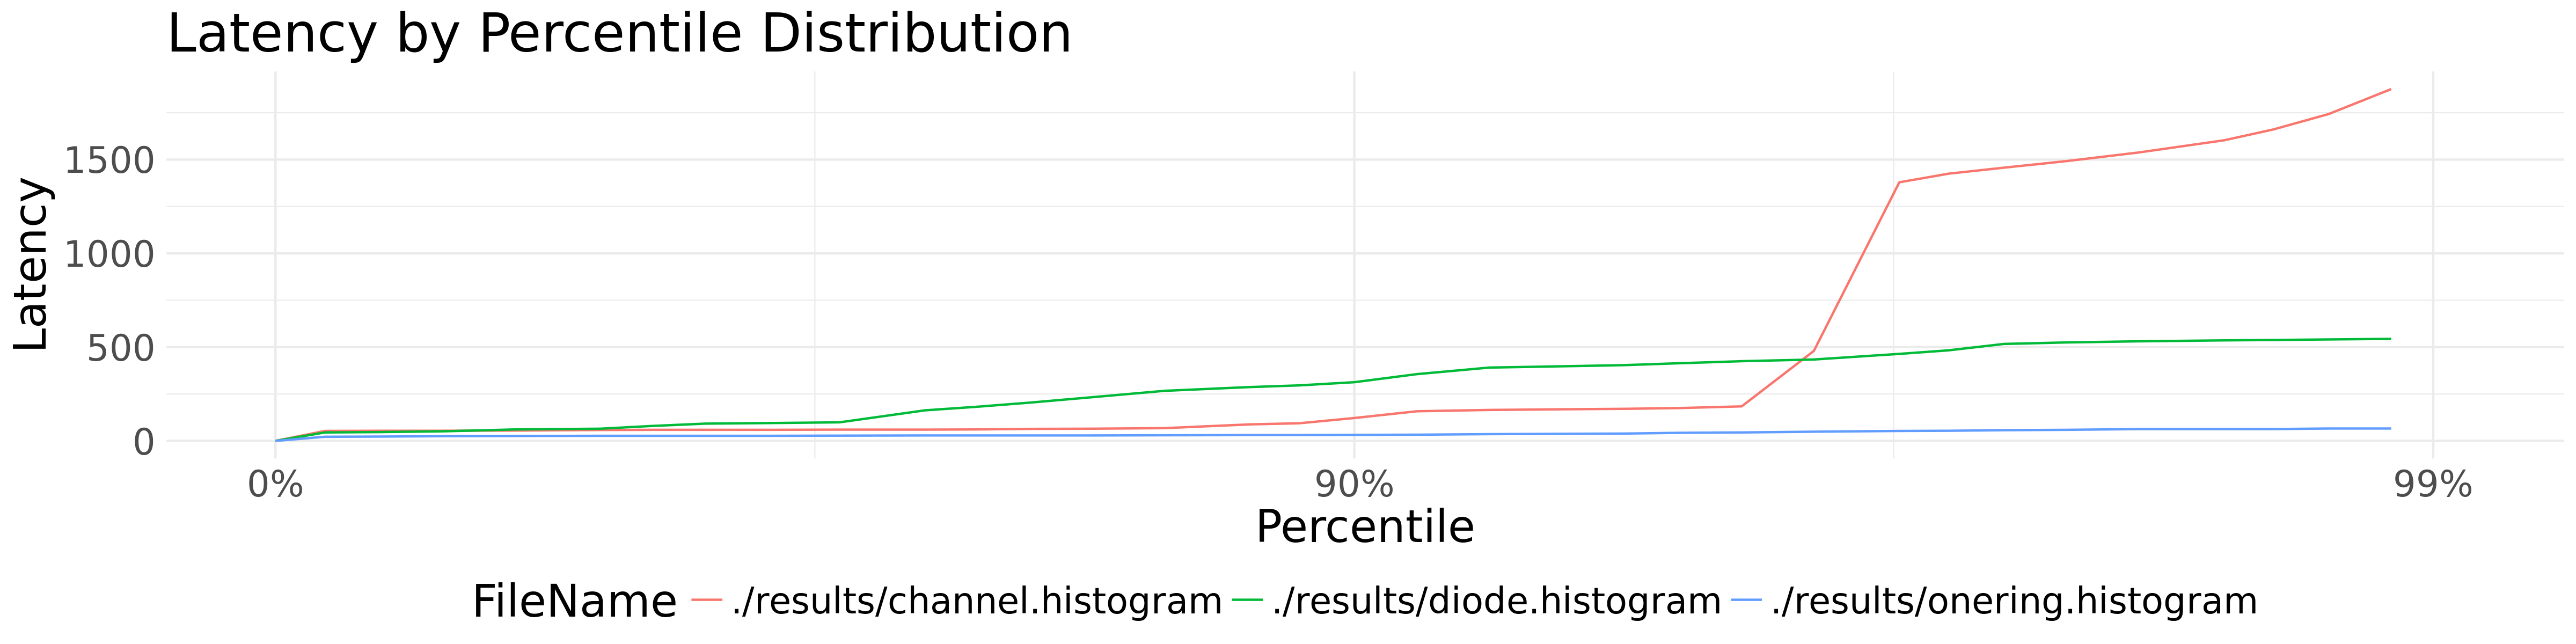 Latency by Percentile Distribution
Latency
1500
1000
500
0
0% 90% 99%
Percentile
FileName ./results/channel.histogram ./results/diode.histogram ./results/onering.histogram